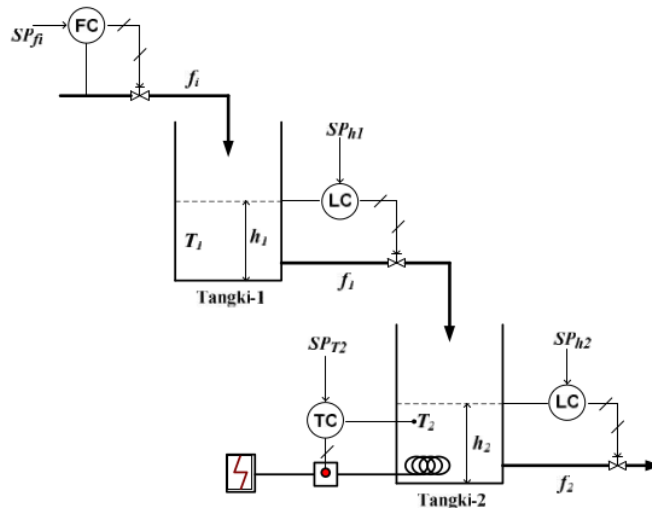 FC
SPfi
fi
SPh1
LC
T1
h1
f1
Tangki-1
SPT2
SPh2
TC
LC
T2
h2
f2
Tangki-2